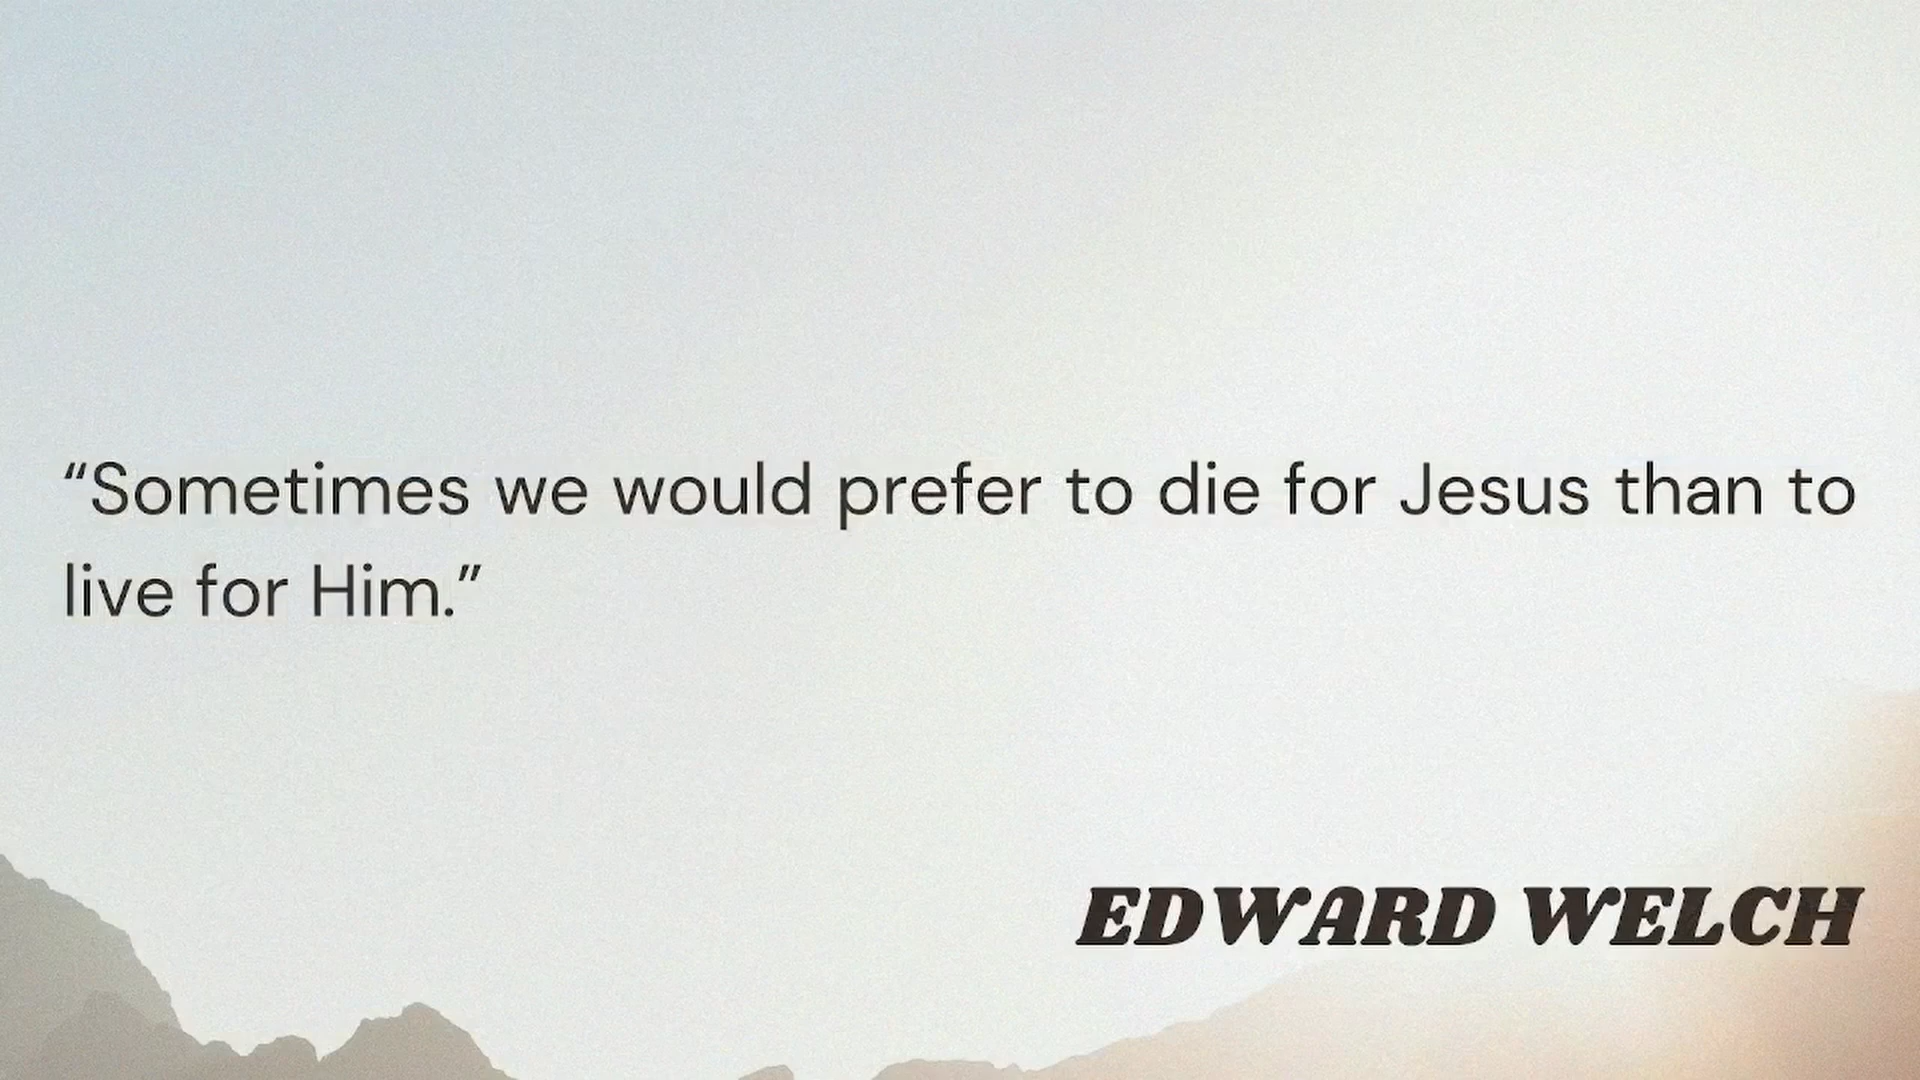 “Sometimes we would prefer to die for Jesus than to
live for Him.”
EDWARD WELCH